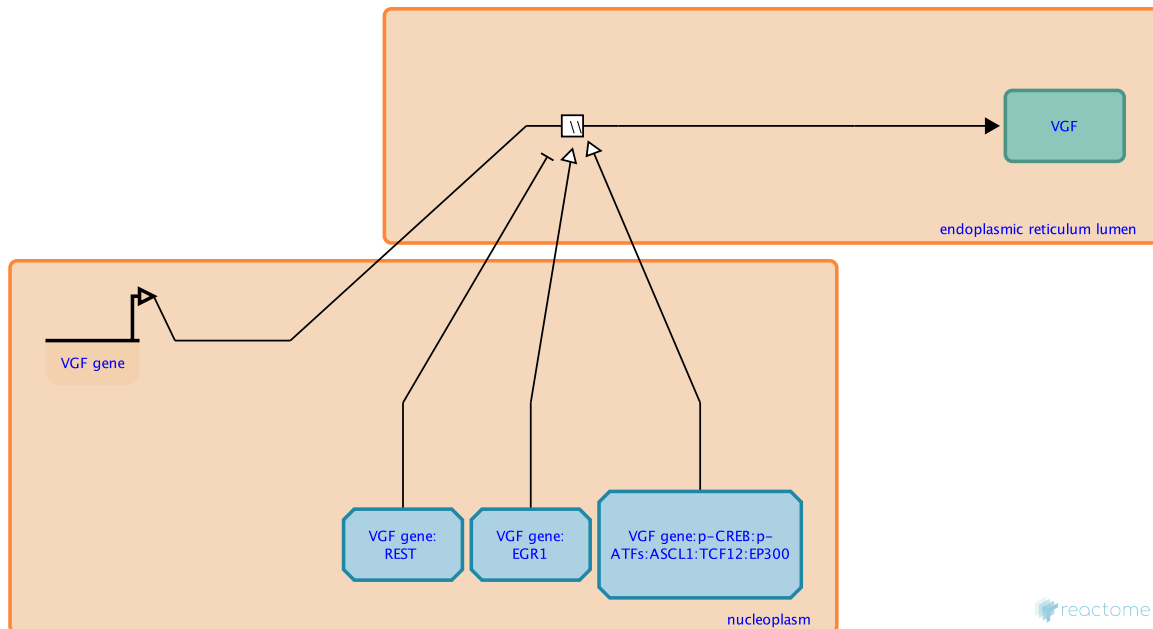 \\
VGF
endoplasmic reticulum lumen
VGF gene
VGF gene:
REST
VGF gene:
EGR1
VGF gene:p-CREB:p-
ATFs:ASCL1:TCF12:EP300
nucleoplasm
reactome